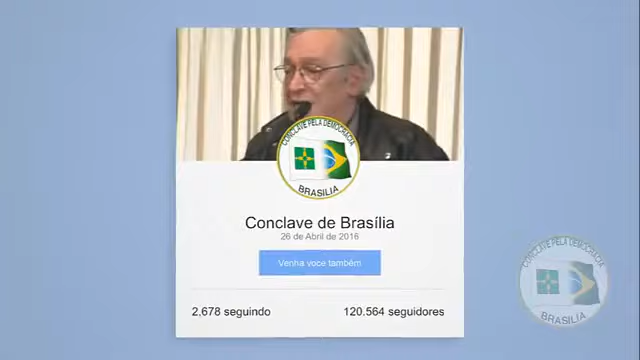 CONCLAVE PELA DEMOCRACIA
BRASILIA
Conclave de Brasília
26 de Abril de 2016
Venha voce também
2,678 seguindo
120.564 seguidores
CONCLAVE PELA DEMOCRACIA
BRASILIA